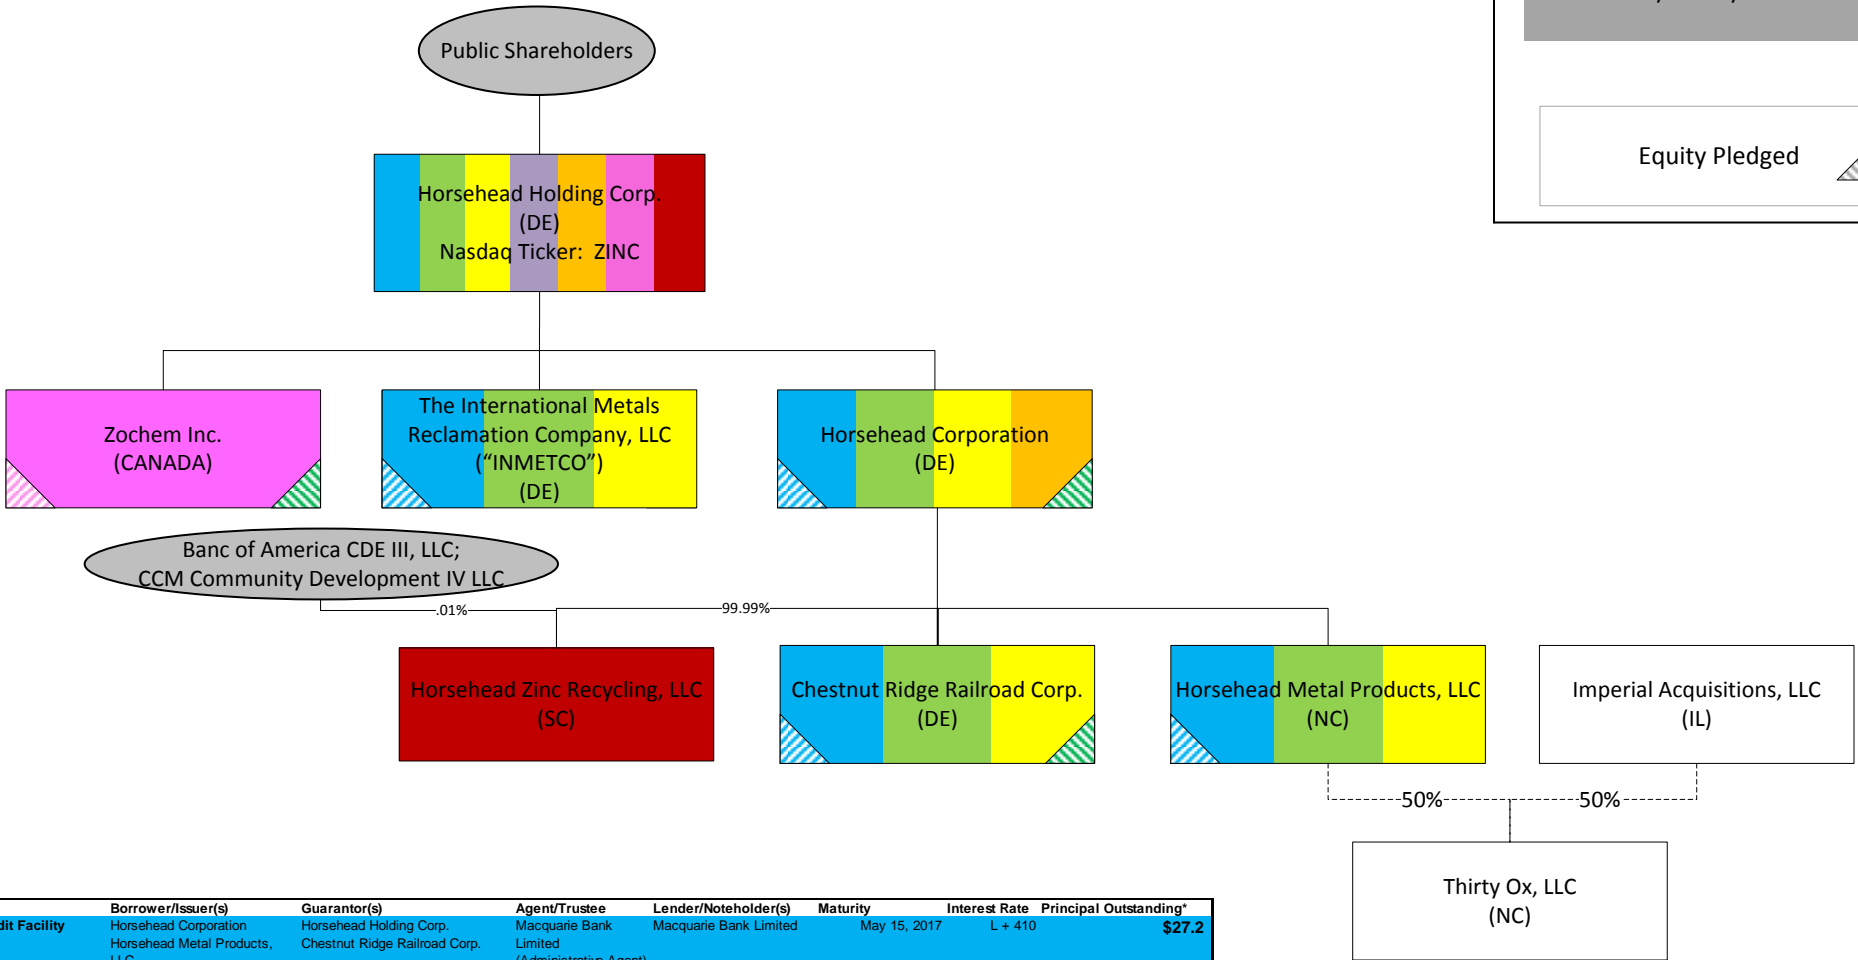 Public Shareholders
Equity Pledged
Horsehead Holding Corp.
(DE)
Nasdaq Ticker: ZINC
Zochem Inc.
(CANADA)
The International Metals
Reclamation Company, LLC
(“INMETCO”)
(DE)
Horsehead Corporation
(DE)
Banc of America CDE III, LLC;
CCM Community Development IV LLC
.01%
99.99%
Horsehead Zinc Recycling, LLC
(SC)
Chestnut Ridge Railroad Corp.
(DE)
Horsehead Metal Products, LLC
(NC)
Imperial Acquisitions, LLC
(IL)
50%
50%
Thirty Ox, LLC
(NC)
Borrower/Issuer(s) Guarantor(s) Agent/Trustee Lender/Noteholder(s) Maturity Interest Rate Principal Outstanding*
dit Facility Horsehead Corporation Horsehead Holding Corp. Macquarie Bank Macquarie Bank Limited May 15, 2017 L + 410 $27.2
Horsehead Metal Products, Chestnut Ridge Railroad Corp. Limited
LLC (Administrative Agent)